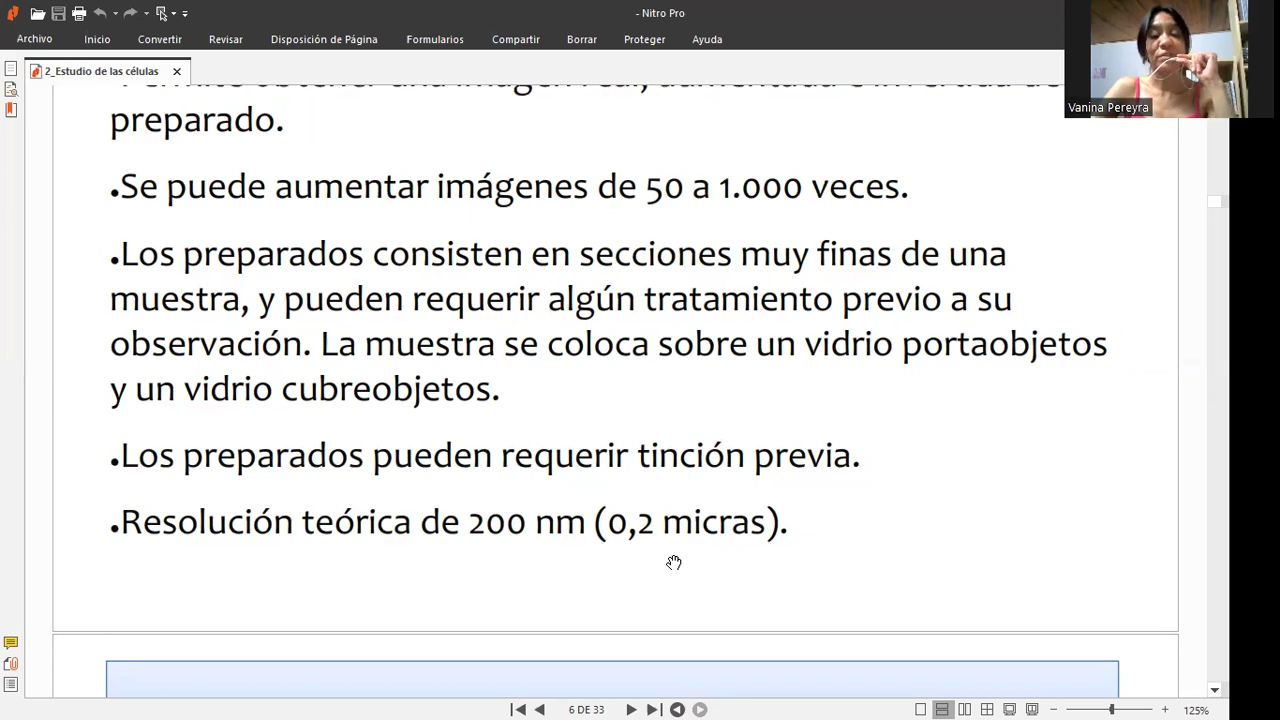 - Nitro Pro
Archivo Inicio Convertir Revisar Disposición de Página Formularios Compartir Borrar Proteger Ayuda
2_Estudio de las células
Vanina Pereyra
preparado.
•Se puede aumentar imágenes de 50 a 1.000 veces.
•Los preparados consisten en secciones muy finas de una
muestra, y pueden requerir algún tratamiento previo a su
observación. La muestra se coloca sobre un vidrio portaobjetos
y un vidrio cubreobjetos.
•Los preparados pueden requerir tinción previa.
•Resolución teórica de 200 nm (0,2 micras).
6 DE 33
125%